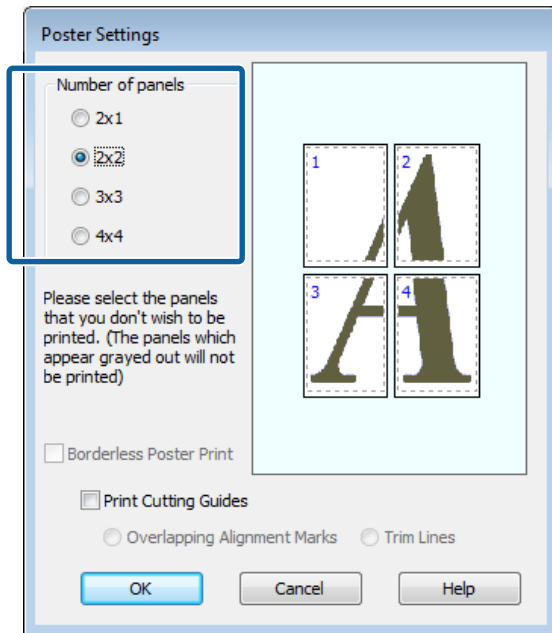 Poster Settings
Number of panels
2x1
2x2
3x3
4x4
1 2
3 4
Please select the panels
that you don't wish to be
printed. (The panels which
appear grayed out will not
be printed)
Borderless Poster Print
Print Cutting Guides
Overlapping Alignment Marks Trim Lines
OK Cancel Help